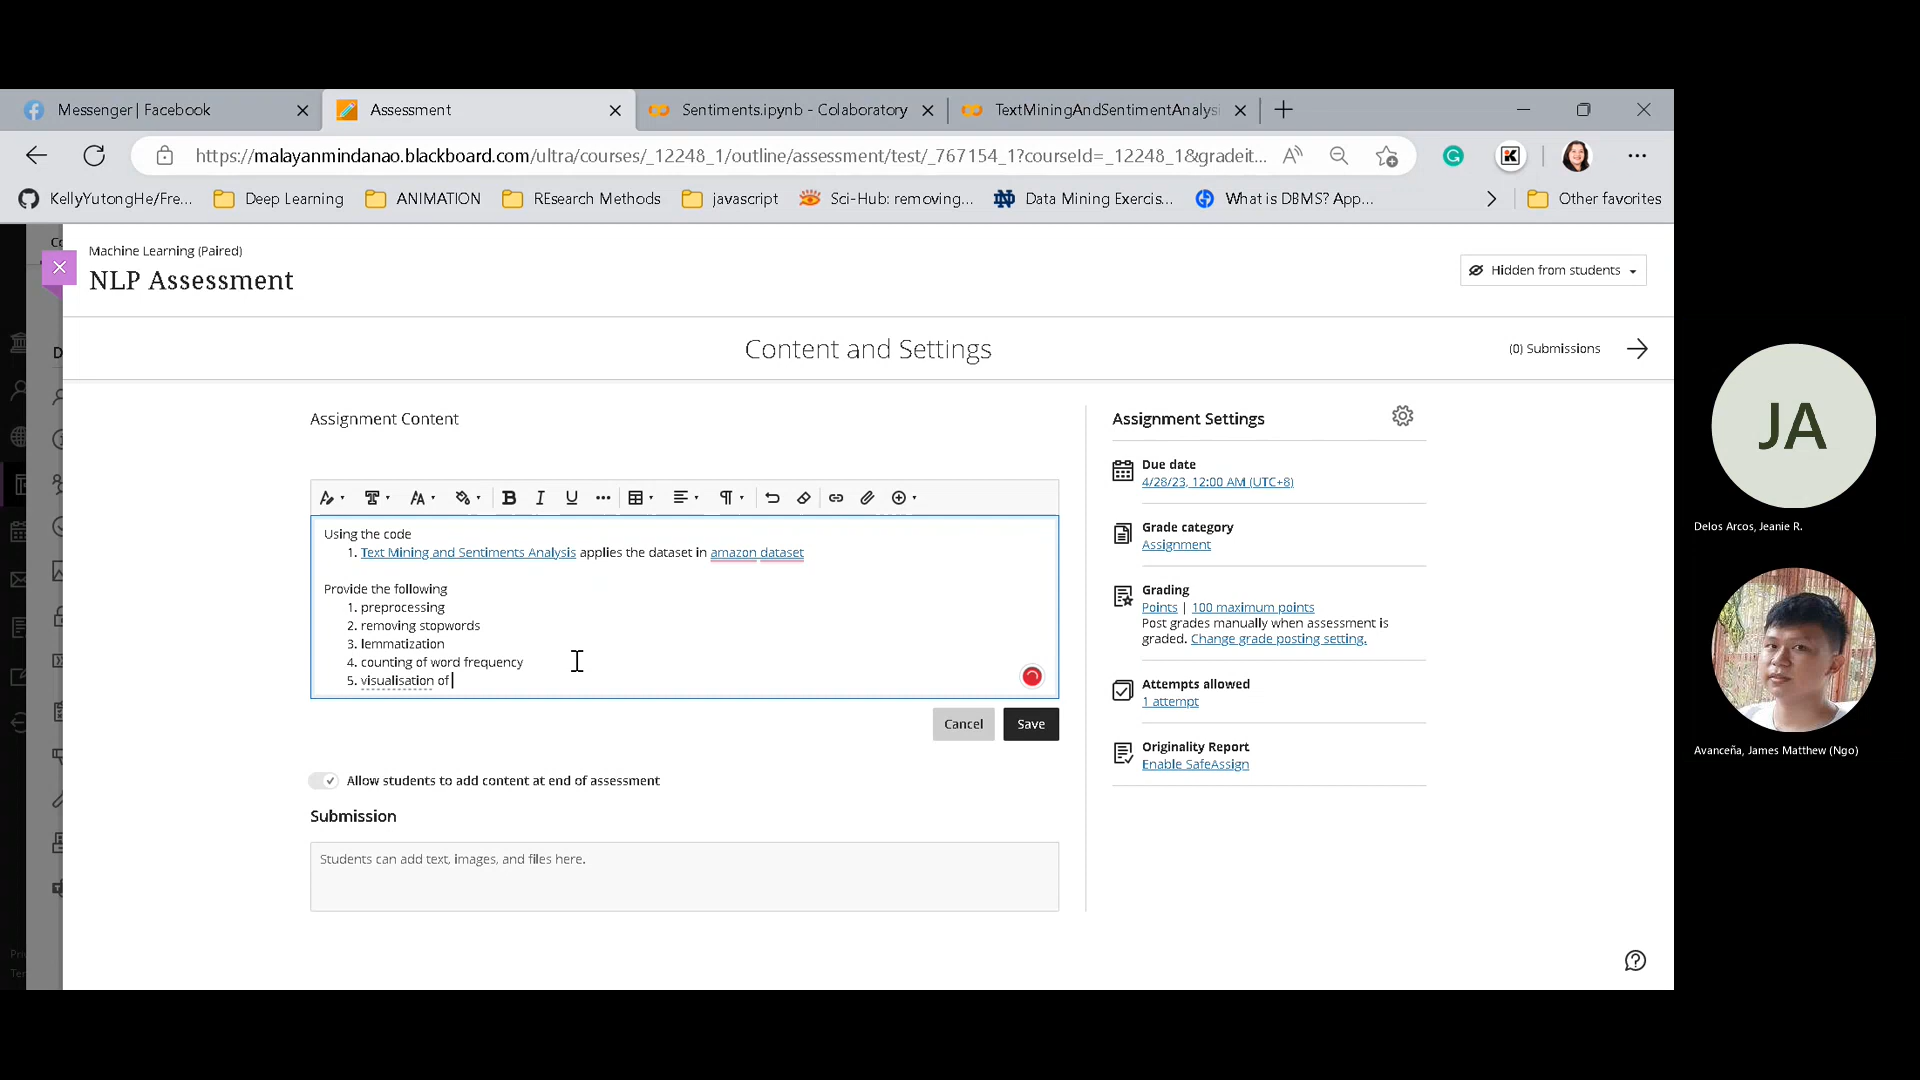 Messenger | Facebook
Assessment
Sentiments.ipynb - Colaboratory
TextMiningAndSentimentAnalysi
https://malayanmindanao.blackboard.com/ultra/courses/_12248_1/outline/assessment/test/_767154_1?courseId=_12248_1&gradeit...
KellyYutongHe/Fre...
Deep Learning
ANIMATION
REsearch Methods
javascript
Sci-Hub: removing...
Data Mining Exercis...
What is DBMS? App...
Other favorites
Machine Learning (Paired)
NLP Assessment
Hidden from students
Content and Settings
(0) Submissions
Assignment Content
Using the code
1. Text Mining and Sentiments Analysis applies the dataset in amazon dataset
Provide the following
1. preprocessing
2. removing stopwords
3. lemmatization
4. counting of word frequency
5. visualisation of
Cancel
Save
Allow students to add content at end of assessment
Submission
Students can add text, images, and files here.
Assignment Settings
Due date
4/28/23, 12:00 AM (UTC+8)
Grade category
Assignment
Grading
Points | 100 maximum points
Post grades manually when assessment is
graded. Change grade posting setting.
Attempts allowed
1 attempt
Originality Report
Enable SafeAssign
JA
Delos Arcos, Jeanie R.
Avanceña, James Matthew (Ngo)